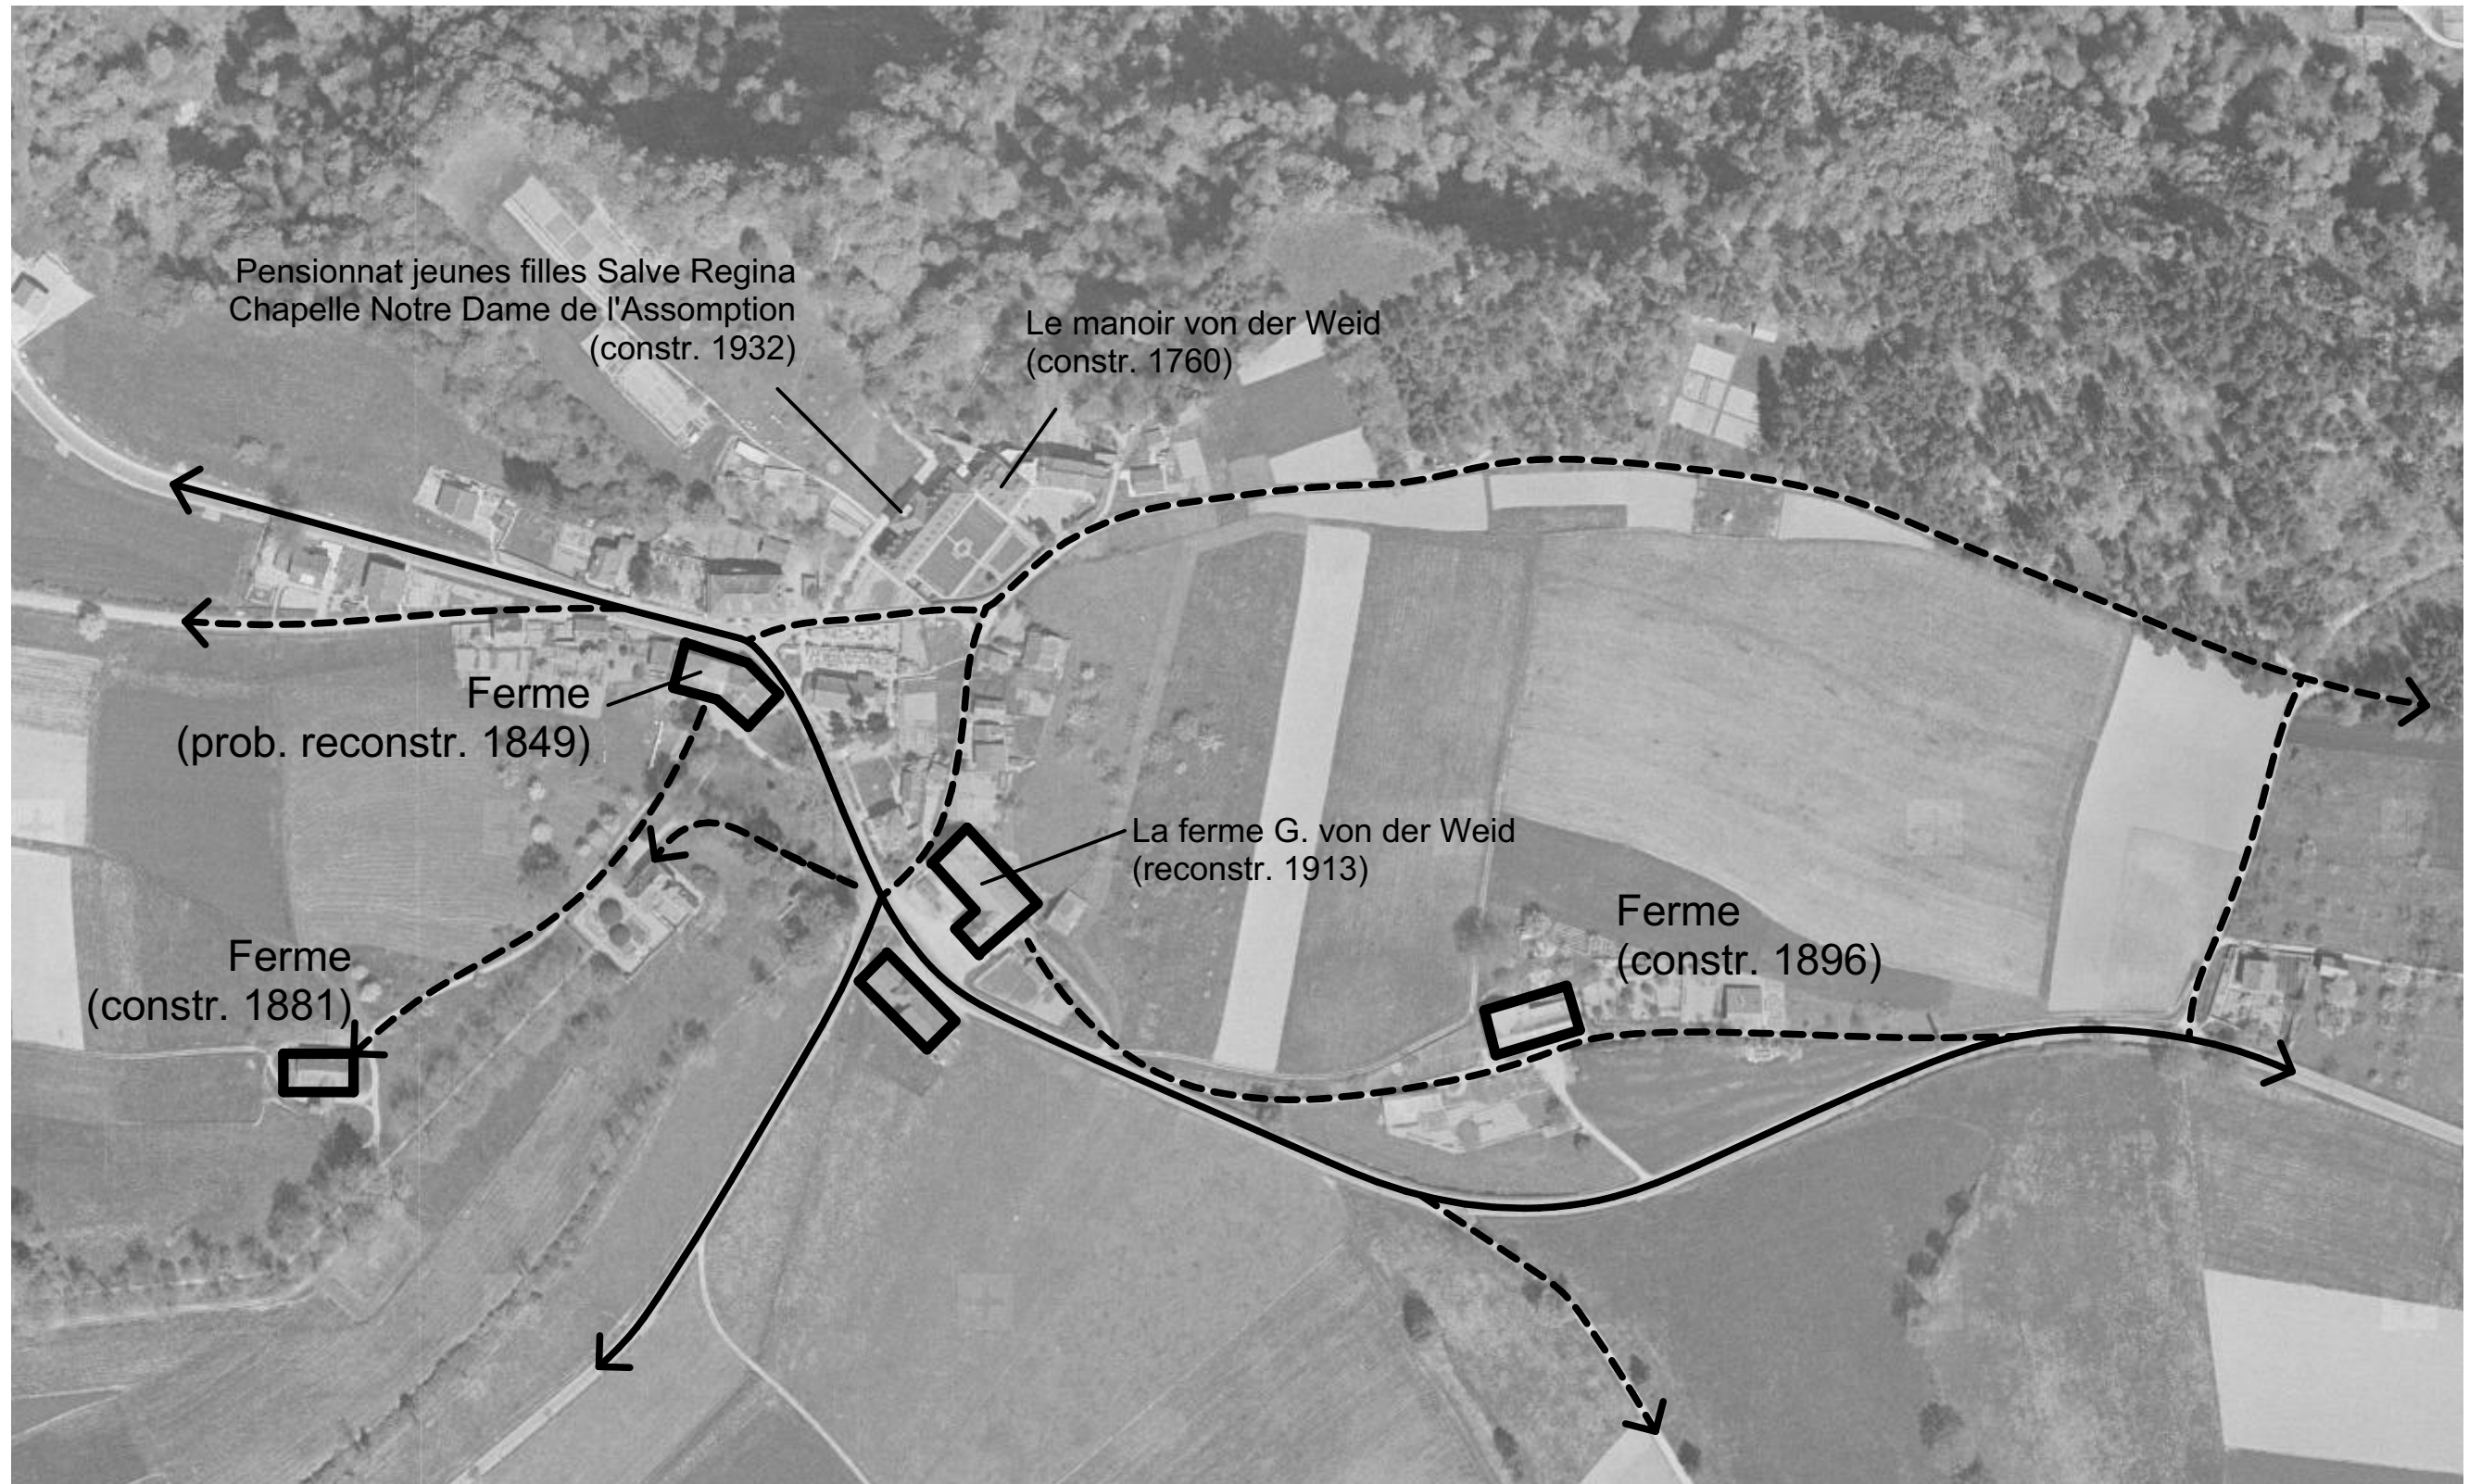 Pensionnat jeunes filles Salve Regina
Chapelle Notre Dame de l'Assomption
(constr. 1932)
Le manoir von der Weid
(constr. 1760)
Ferme
(prob. reconstr. 1849)
La ferme G. von der Weid
(reconstr. 1913)
Ferme
(constr. 1896)
Ferme
(constr. 1881)